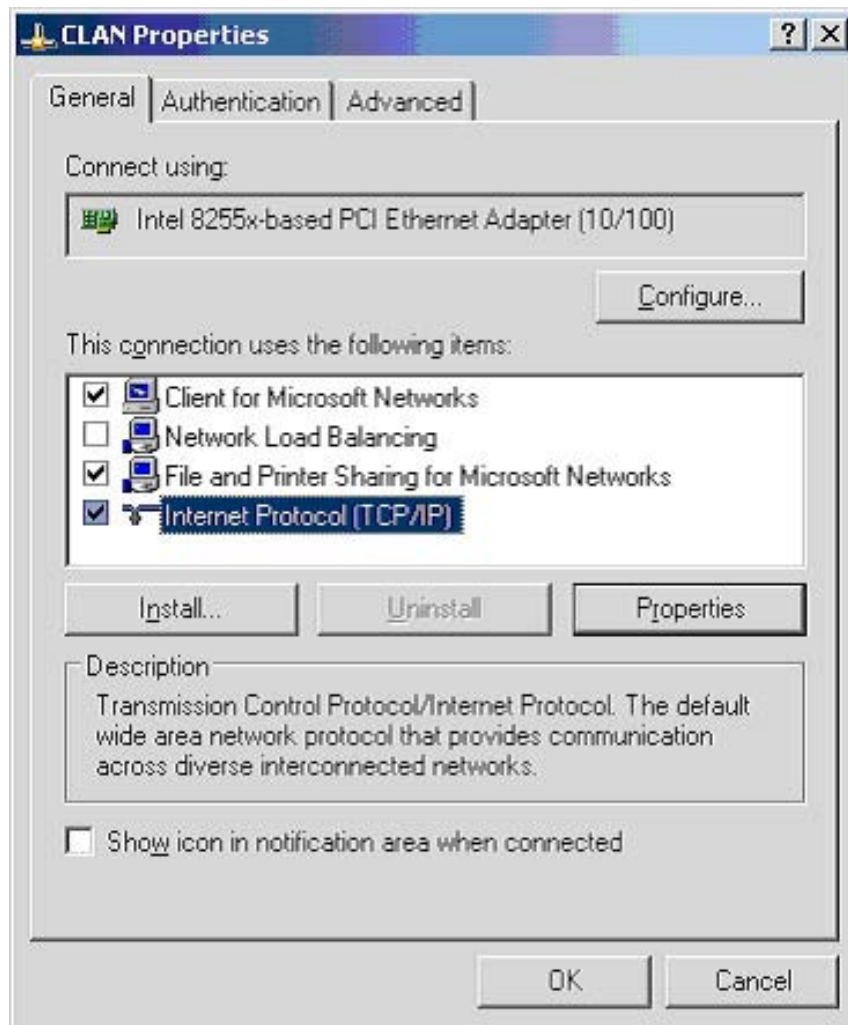 CLAN Properties
General Authentication Advanced
Connect using:
Intel 8255x-based PCI Ethernet Adapter (10/100)
Configure...
This connection uses the following items:
Client for Microsoft Networks
Network Load Balancing
File and Printer Sharing for Microsoft Networks
Internet Protocol (TCP/IP)
Install... Uninstall Properties
Description
Transmission Control Protocol/Internet Protocol. The default
wide area network protocol that provides communication
across diverse interconnected networks.
Show icon in notification area when connected
OK Cancel